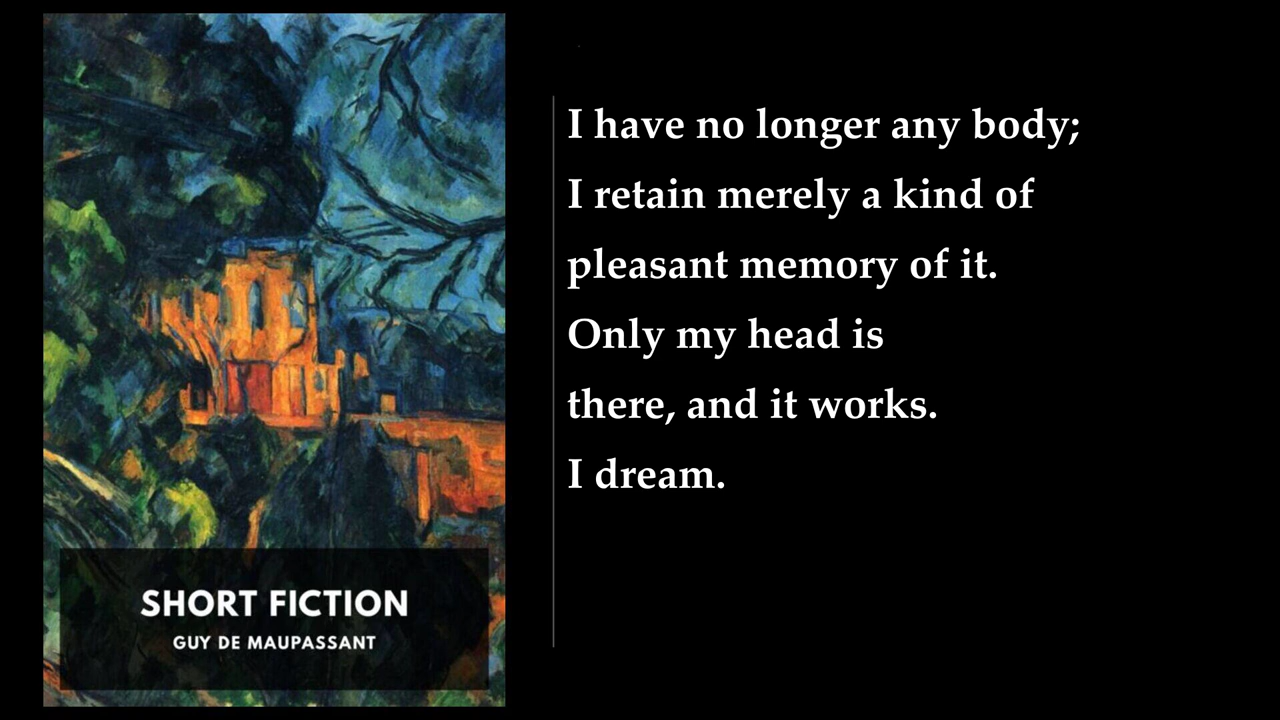 I have no longer any body;
I retain merely a kind of
pleasant memory of it.
Only my head is
there, and it works.
I dream.
SHORT FICTION
GUY DE MAUPASSANT